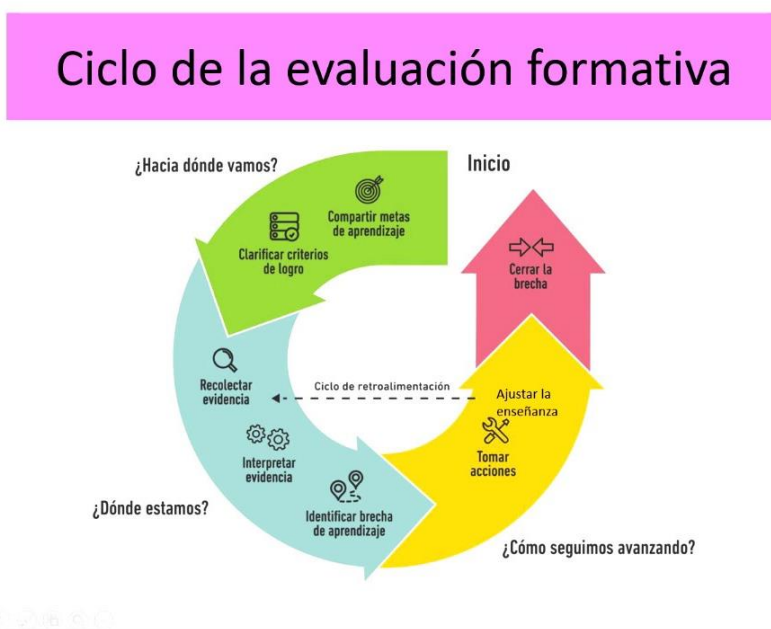 Ciclo de la evaluación formativa
¿Hacia dónde vamos?
Inicio
Compartir metas
de aprendizaje
Clarificar criterios
de logro
Cerrar la
brecha
Recolectar
evidencia
Ciclo de retroalimentación
Ajustar la
enseñanza
Interpretar
evidencia
Tomar
acciones
Identificar brecha
de aprendizaje
¿Dónde estamos?
¿Cómo seguimos avanzando?